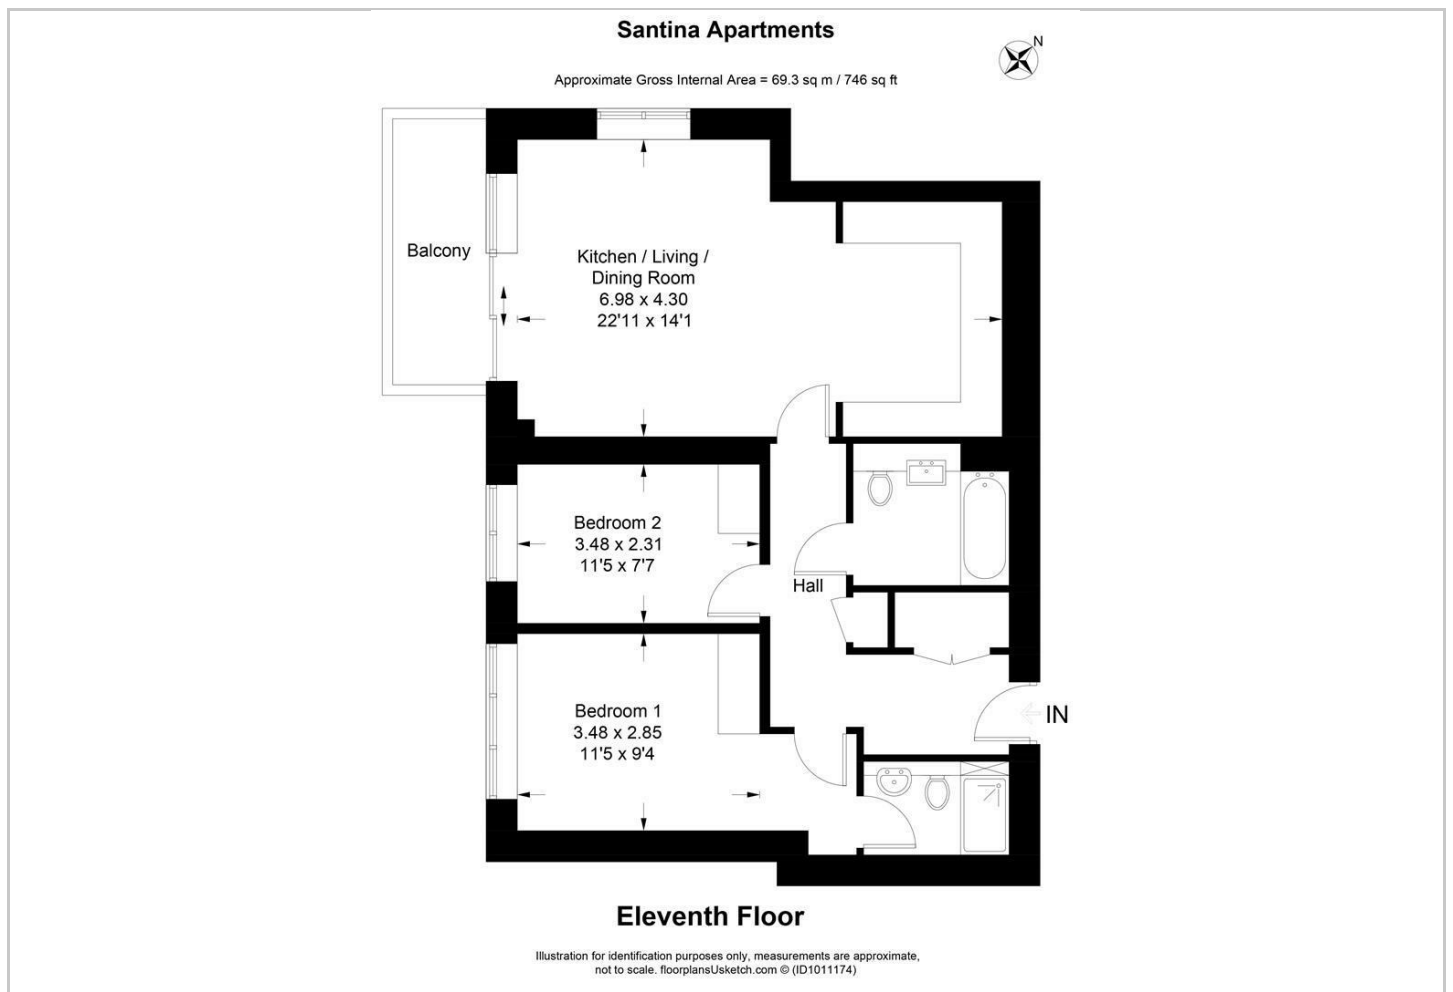 Santina Apartments
N
Approximate Gross Internal Area = 69.3 sq m / 746 sq ft
Balcony
Kitchen / Living /
Dining Room
6.98 x 4.30
22'11 x 14'1
Bedroom 2
3.48 x 2.31
11'5 x 7'7
Hall
Bedroom 1
3.48 x 2.85
11'5 x 9'4
IN
Eleventh Floor
Illustration for identification purposes only, measurements are approximate,
not to scale. floorplansUsketch.com © (ID1011174)